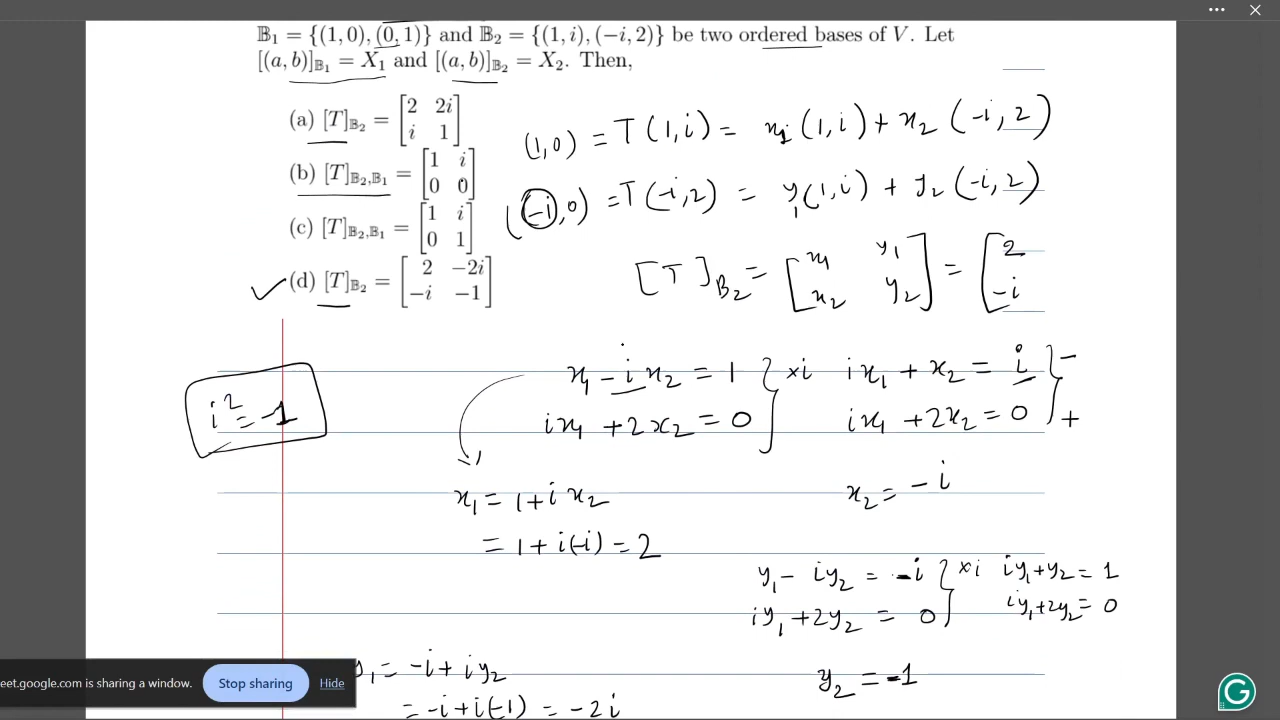 𝔹₁ = {(1, 0), (0, 1)} and 𝔹₂ = {(1, i), (−i, 2)} be two ordered bases of V. Let
[(a, b)]𝔹₁ = X₁ and [(a, b)]𝔹₂ = X₂. Then,
(a) [T]𝔹₂ = [2 2i; i 1]
(b) [T]𝔹₂,𝔹₁ = [1 i; 0 0]
(c) [T]𝔹₂,𝔹₁ = [1 i; 0 1]
(d) [T]𝔹₂ = [2 −2i; −i −1]
(1,0) = T(1,i) = x₁(1,i) + x₂(-i,2)
(-i,0) = T(-i,2) = y₁(1,i) + y₂(-i,2)
[T]B₂ = [x₁ y₁; x₂ y₂] = [2; -i
x₁ - ix₂ = 1 } ×i ix₁ + x₂ = i } -
ix₁ + 2x₂ = 0 ix₁ + 2x₂ = 0 +
i² = -1
x₁ = 1 + ix₂
x₂ = -i
= 1 + i(-i) = 2
y₁ - iy₂ = -i } ×i iy₁ + y₂ = 1
iy₁ + 2y₂ = 0 iy₁ + 2y₂ = 0
y₁ = -i + iy₂
y₂ = -1
= -i + i(-1) = -2i
eet.google.com is sharing a window. Stop sharing Hide